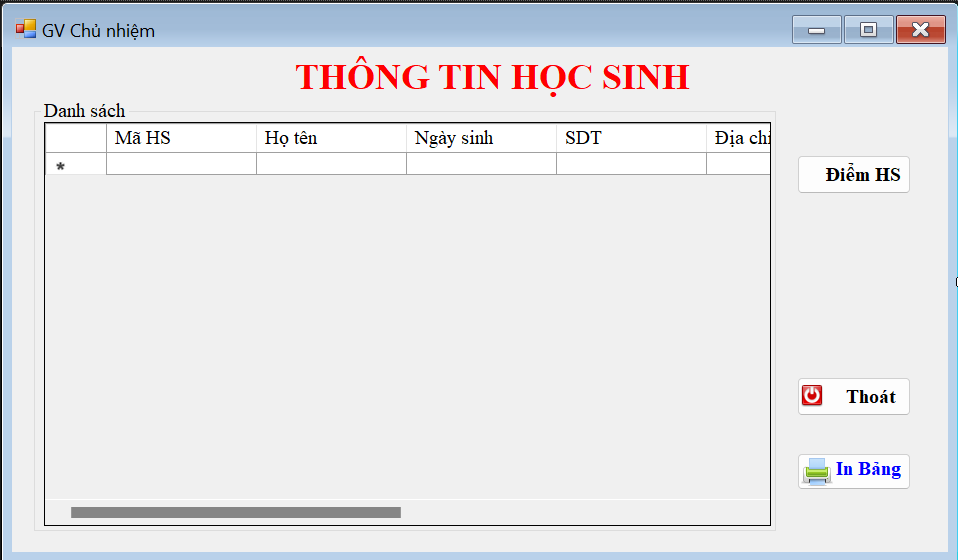 GV Chủ nhiệm
THÔNG TIN HỌC SINH
Danh sách
Mã HS Họ tên Ngày sinh SDT Địa chỉ
*
Điểm HS
Thoát
In Bảng